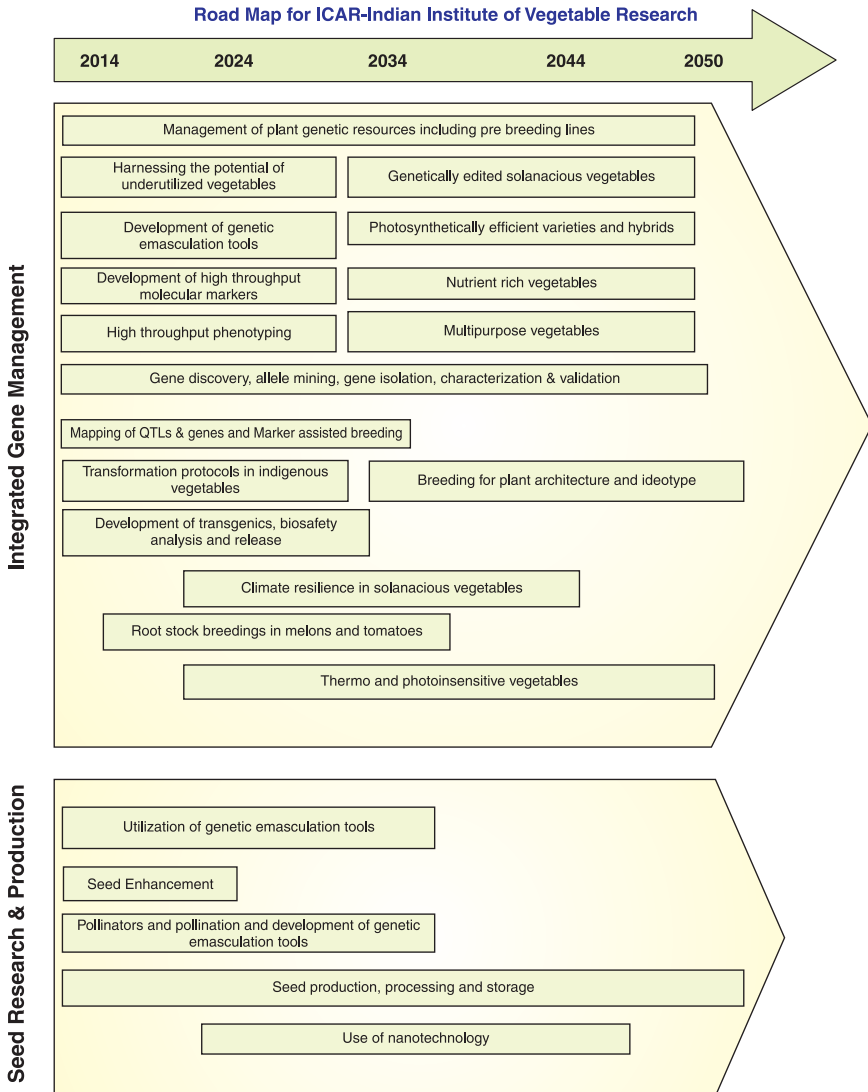 Road Map for ICAR-Indian Institute of Vegetable Research
2014 2024 2034 2044 2050
Integrated Gene Management
Management of plant genetic resources including pre breeding lines
Harnessing the potential of
underutilized vegetables
Genetically edited solanacious vegetables
Development of genetic
emasculation tools
Photosynthetically efficient varieties and hybrids
Development of high throughput
molecular markers
Nutrient rich vegetables
High throughput phenotyping
Multipurpose vegetables
Gene discovery, allele mining, gene isolation, characterization & validation
Mapping of QTLs & genes and Marker assisted breeding
Transformation protocols in indigenous
vegetables
Breeding for plant architecture and ideotype
Development of transgenics, biosafety
analysis and release
Climate resilience in solanacious vegetables
Root stock breedings in melons and tomatoes
Thermo and photoinsensitive vegetables
Seed Research & Production
Utilization of genetic emasculation tools
Seed Enhancement
Pollinators and pollination and development of genetic
emasculation tools
Seed production, processing and storage
Use of nanotechnology